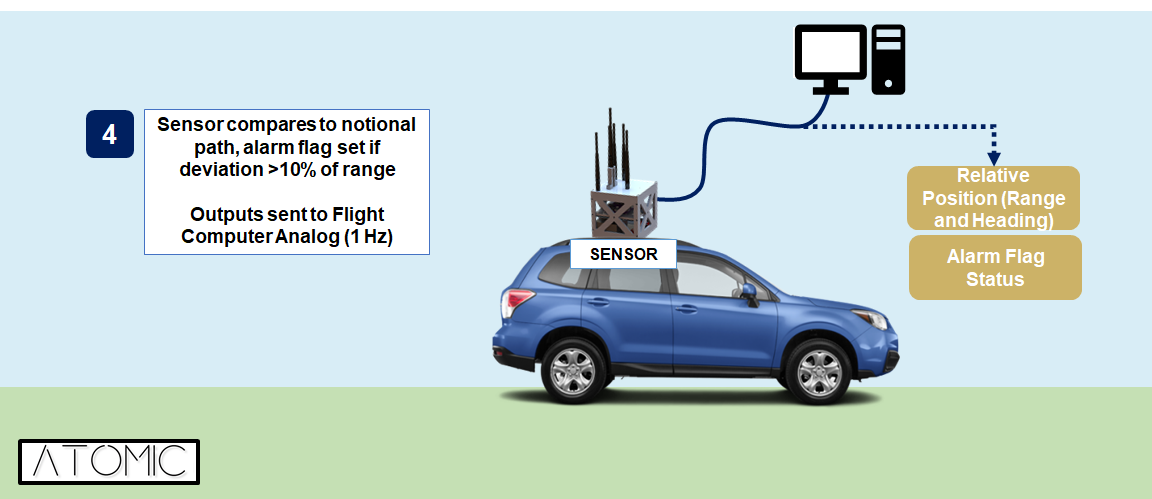 4
Sensor compares to notional
path, alarm flag set if
deviation >10% of range
Outputs sent to Flight
Computer Analog (1 Hz)
SENSOR
Relative
Position (Range
and Heading)
Alarm Flag
Status
ATOMIC